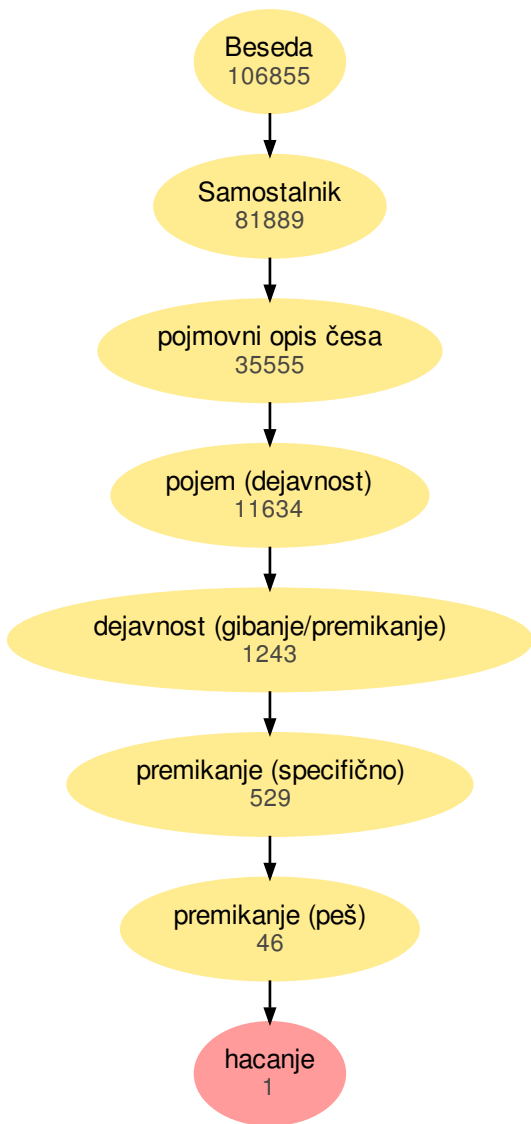 Beseda
106855
Samostalnik
81889
pojmovni opis česa
35555
pojem (dejavnost)
11634
dejavnost (gibanje/premikanje)
1243
premikanje (specifično)
529
premikanje (peš)
46
hacanje
1